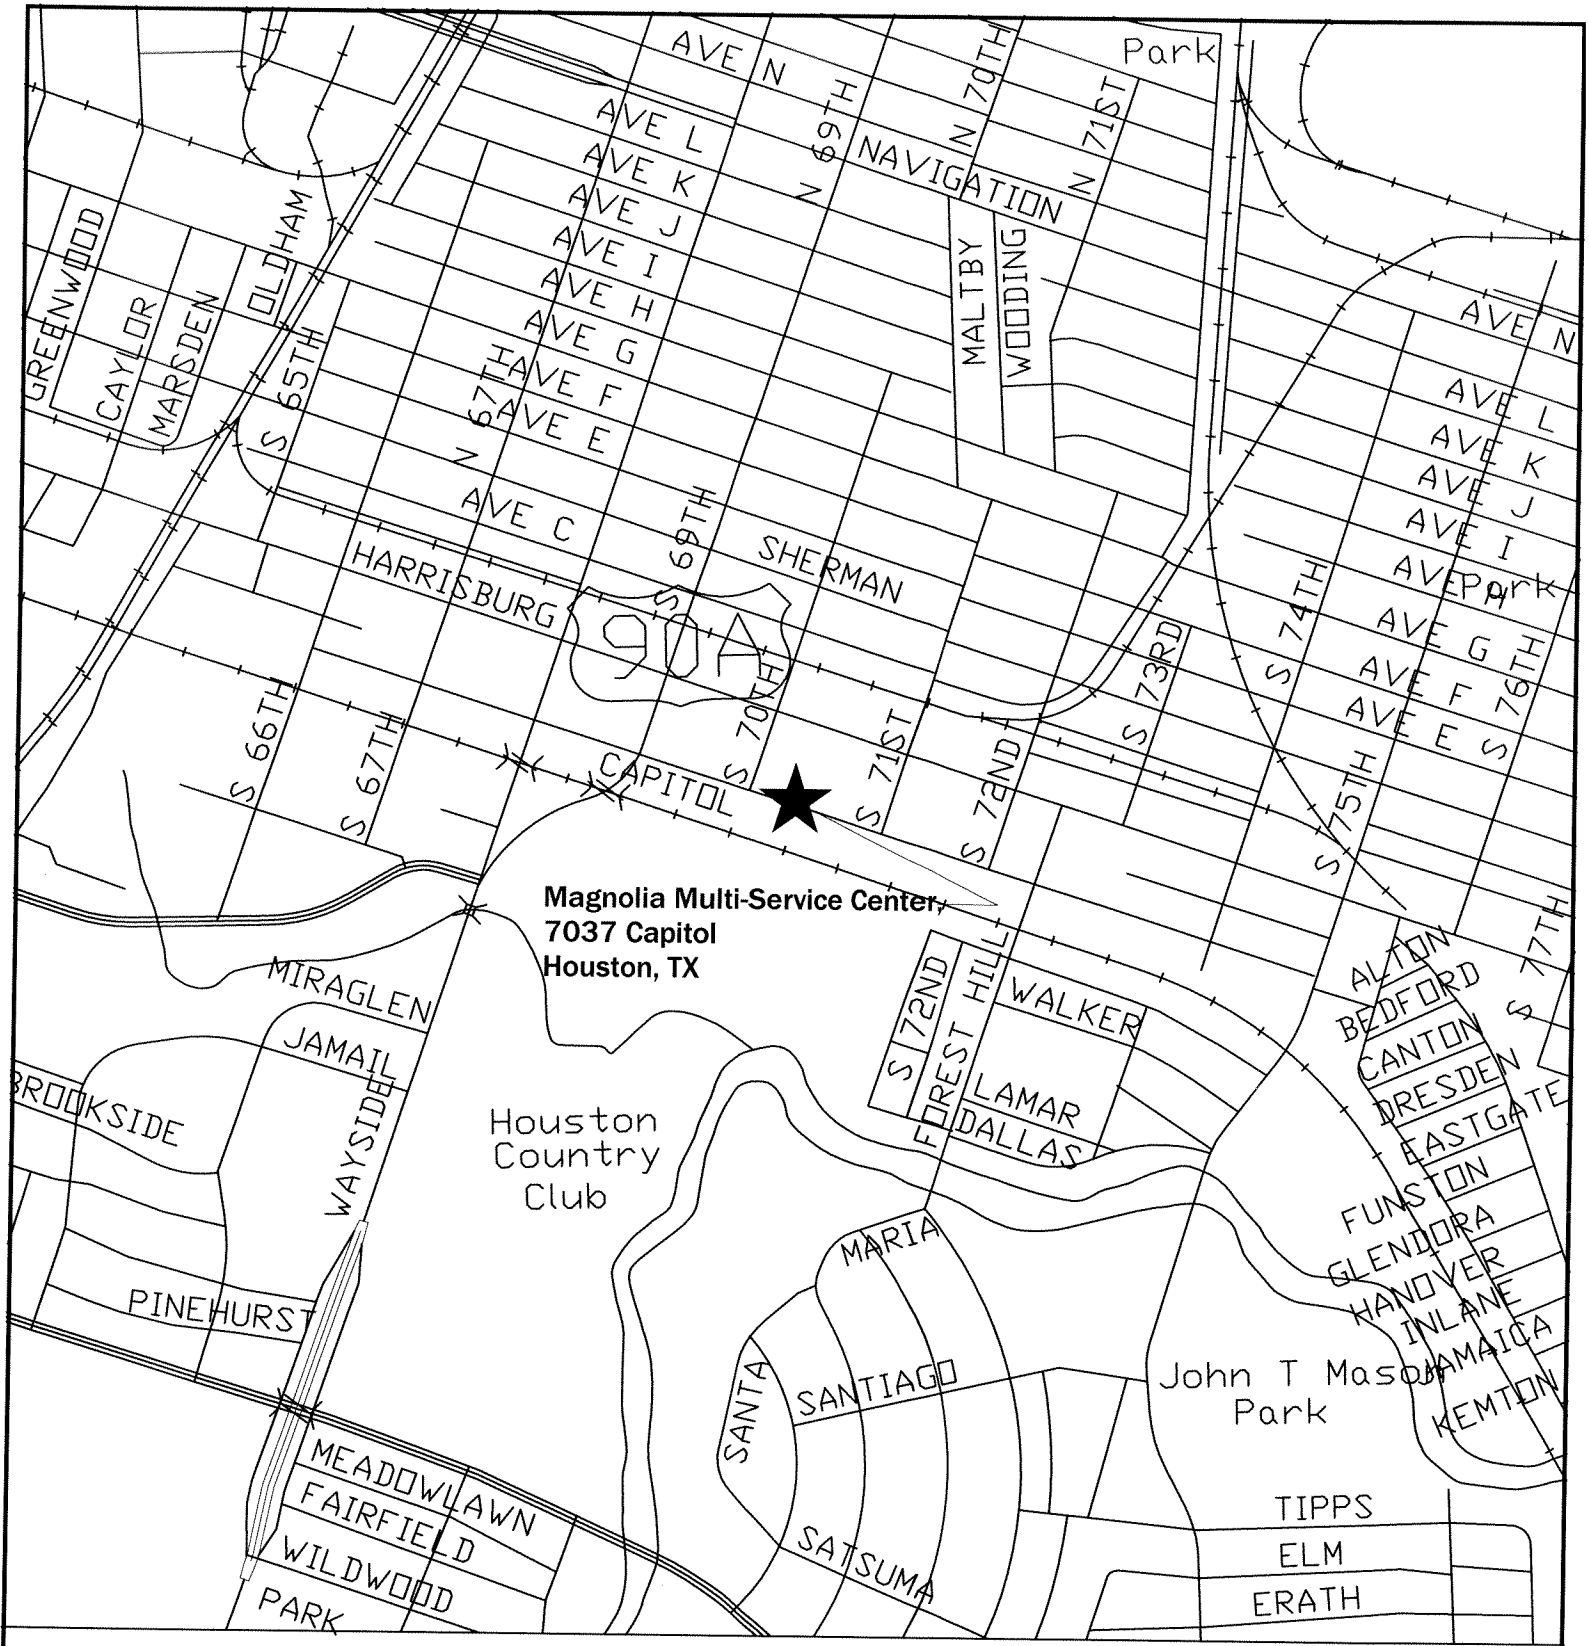 Park
AVE N
N 70TH
N 71ST
N 69TH
AVE L
AVE K
AVE J
AVE I
AVE H
AVE G
AVE F
AVE E
NAVIGATION
MALTBY
WOODING
GREENWOOD
CAYLOR
MARSDEN
OLDHAM
S 65TH
N 67TH
AVE C
HARRISBURG
S 69TH
SHERMAN
90A
AVE N
AVE L
AVE K
AVE J
AVE I
AVE H
Park
AVE G
AVE F
AVE E
S 74TH
S 76TH
S 73RD
S 75TH
S 66TH
S 67TH
S 70TH
S 71ST
S 72ND
CAPITOL
Magnolia Multi-Service Center,
7037 Capitol
Houston, TX
S 77TH
MIRAGLEN
JAMAIL
BROOKSIDE
WAYSIDE
PINEHURST
Houston
Country
Club
S 72ND
FOREST HILL
WALKER
LAMAR
DALLAS
ALTON
BEDFORD
CANTON
DRESDEN
EASTGATE
FUNSTON
GLENDORA
HANOVER
INLANE
JAMAICA
KEMTON
MARIA
SANTA
SANTIAGO
SATSUMA
John T Mason
Park
MEADOWLAWN
FAIRFIELD
WILDWOOD
PARK
TIPPS
ELM
ERATH